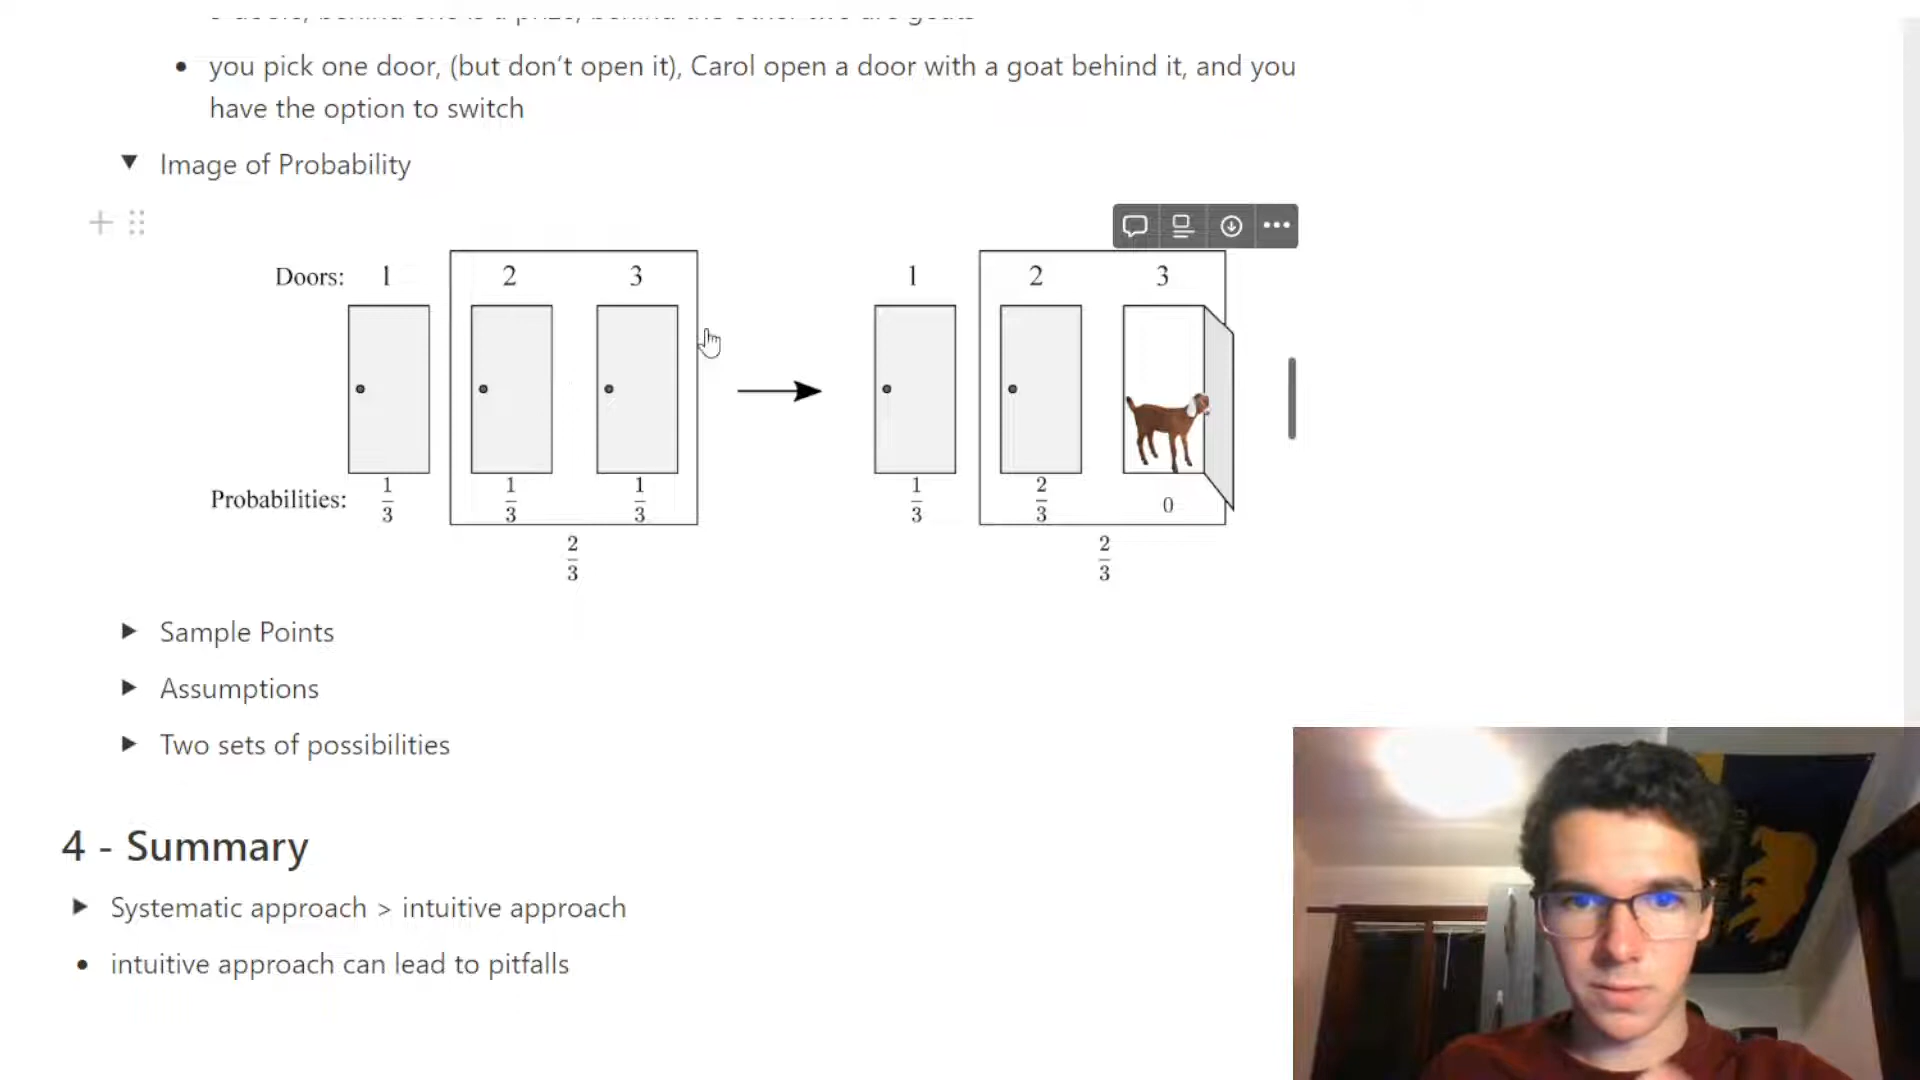 you pick one door, (but don't open it), Carol open a door with a goat behind it, and you
have the option to switch
Image of Probability
Doors: 1 2 3 1 2 3
Probabilities: 1/3 1/3 1/3 1/3 2/3 0
2/3 2/3
Sample Points
Assumptions
Two sets of possibilities
4 - Summary
Systematic approach > intuitive approach
intuitive approach can lead to pitfalls